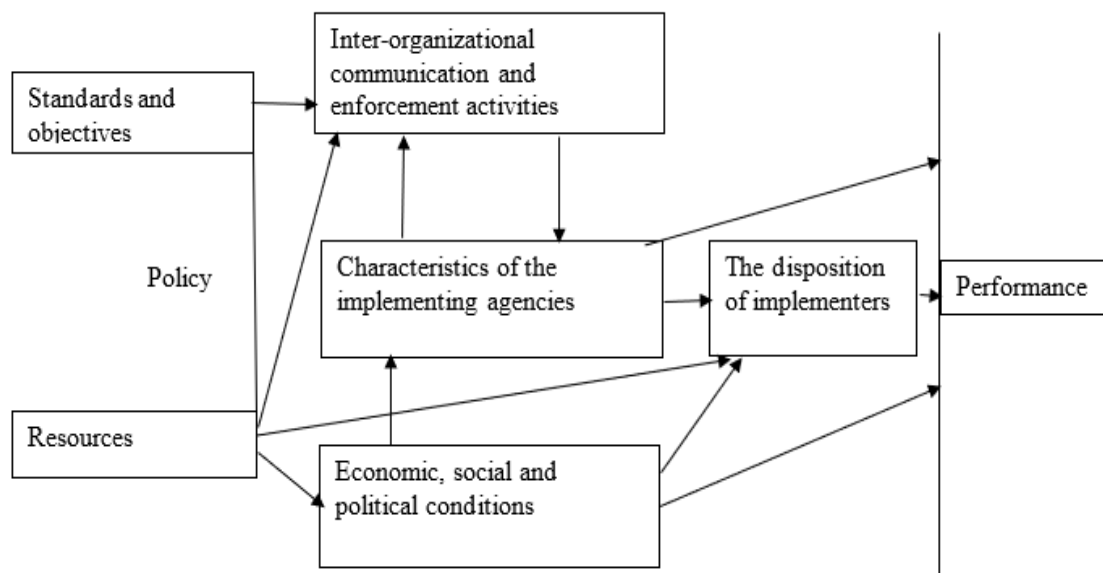 Inter-organizational
communication and
enforcement activities
Standards and
objectives
Policy
Characteristics of the
implementing agencies
The disposition
of implementers
Performance
Resources
Economic, social and
political conditions